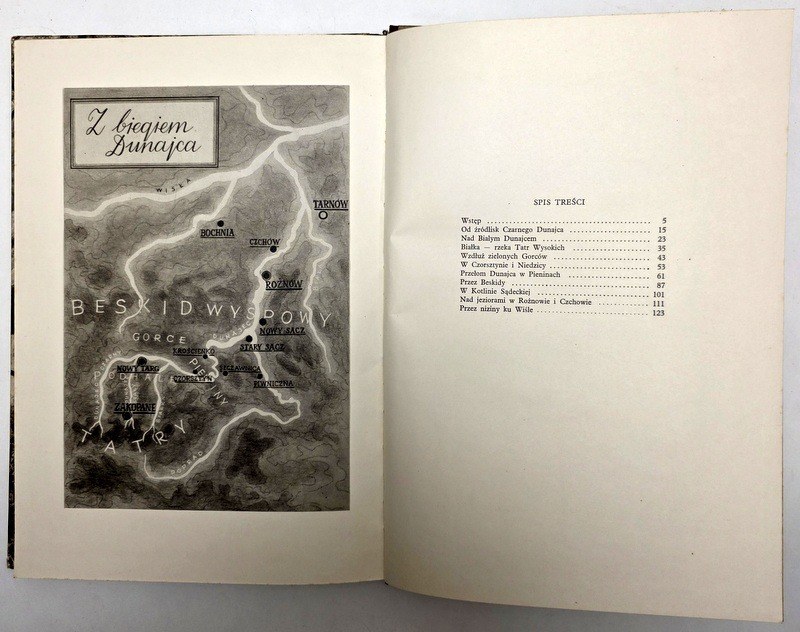 Z biegiem
Dunajca
WISŁA
TARNÓW
BOCHNIA
CZCHÓW
ROŻNÓW
BESKID WYSPOWY
NOWY SĄCZ
GORCE
STARY SĄCZ
KROŚCIENKO
NOWY TARG
PIENINY
SZCZAWNICA
CZORSZTYN
PODHALE
PIWNICZNA
ZAKOPANE
TATRY
POPRAD
SPIS TREŚCI
Wstęp 5
Od źródlisk Czarnego Dunajca 15
Nad Białym Dunajcem 23
Białka — rzeka Tatr Wysokich 35
Wzdłuż zielonych Gorców 43
W Czorsztynie i Niedzicy 53
Przełom Dunajca w Pieninach 61
Przez Beskidy 87
W Kotlinie Sądeckiej 101
Nad jeziorami w Rożnowie i Czchowie 111
Przez niziny ku Wiśle 123